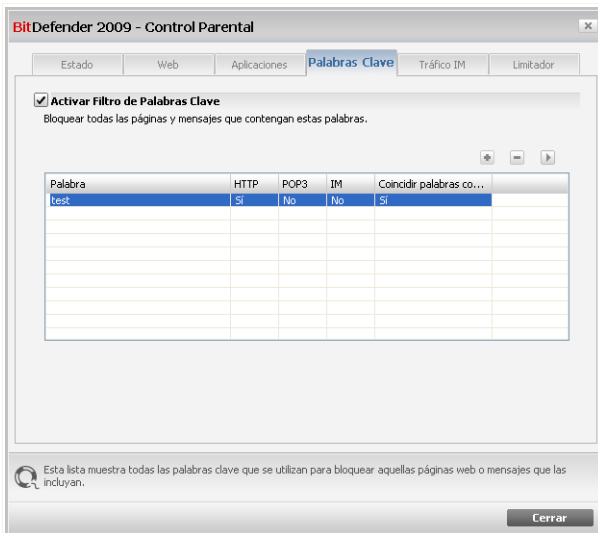 BitDefender 2009 - Control Parental
Estado Web Aplicaciones Palabras Clave Tráfico IM Limitador
Activar Filtro de Palabras Clave
Bloquear todas las páginas y mensajes que contengan estas palabras.
Palabra HTTP POP3 IM Coincidir palabras co...
test Sí No No Sí
Esta lista muestra todas las palabras clave que se utilizan para bloquear aquellas páginas web o mensajes que las
incluyan.
Cerrar